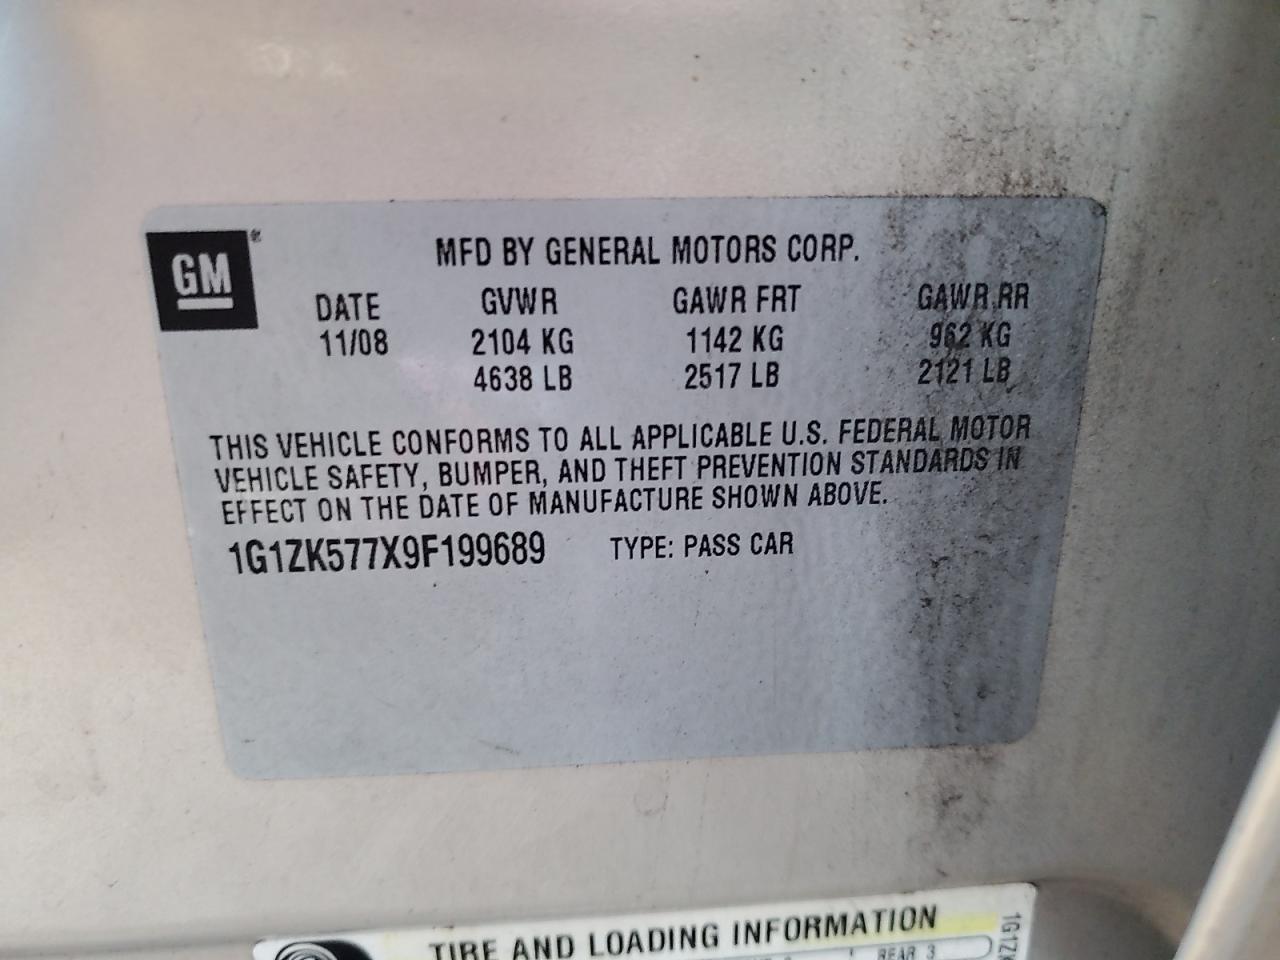 GM®
MFD BY GENERAL MOTORS CORP.
DATE GVWR GAWR FRT GAWR RR
11/08 2104 KG 1142 KG 962 KG
4638 LB 2517 LB 2121 LB
THIS VEHICLE CONFORMS TO ALL APPLICABLE U.S. FEDERAL MOTOR
VEHICLE SAFETY, BUMPER, AND THEFT PREVENTION STANDARDS IN
EFFECT ON THE DATE OF MANUFACTURE SHOWN ABOVE.
1G1ZK577X9F199689 TYPE: PASS CAR
TIRE AND LOADING INFORMATION
REAR 3
1G1ZK